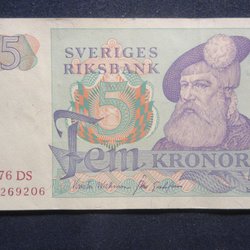 5
SVERIGES
RIKSBANK
5
76 DS
Fem KRONOR
269206